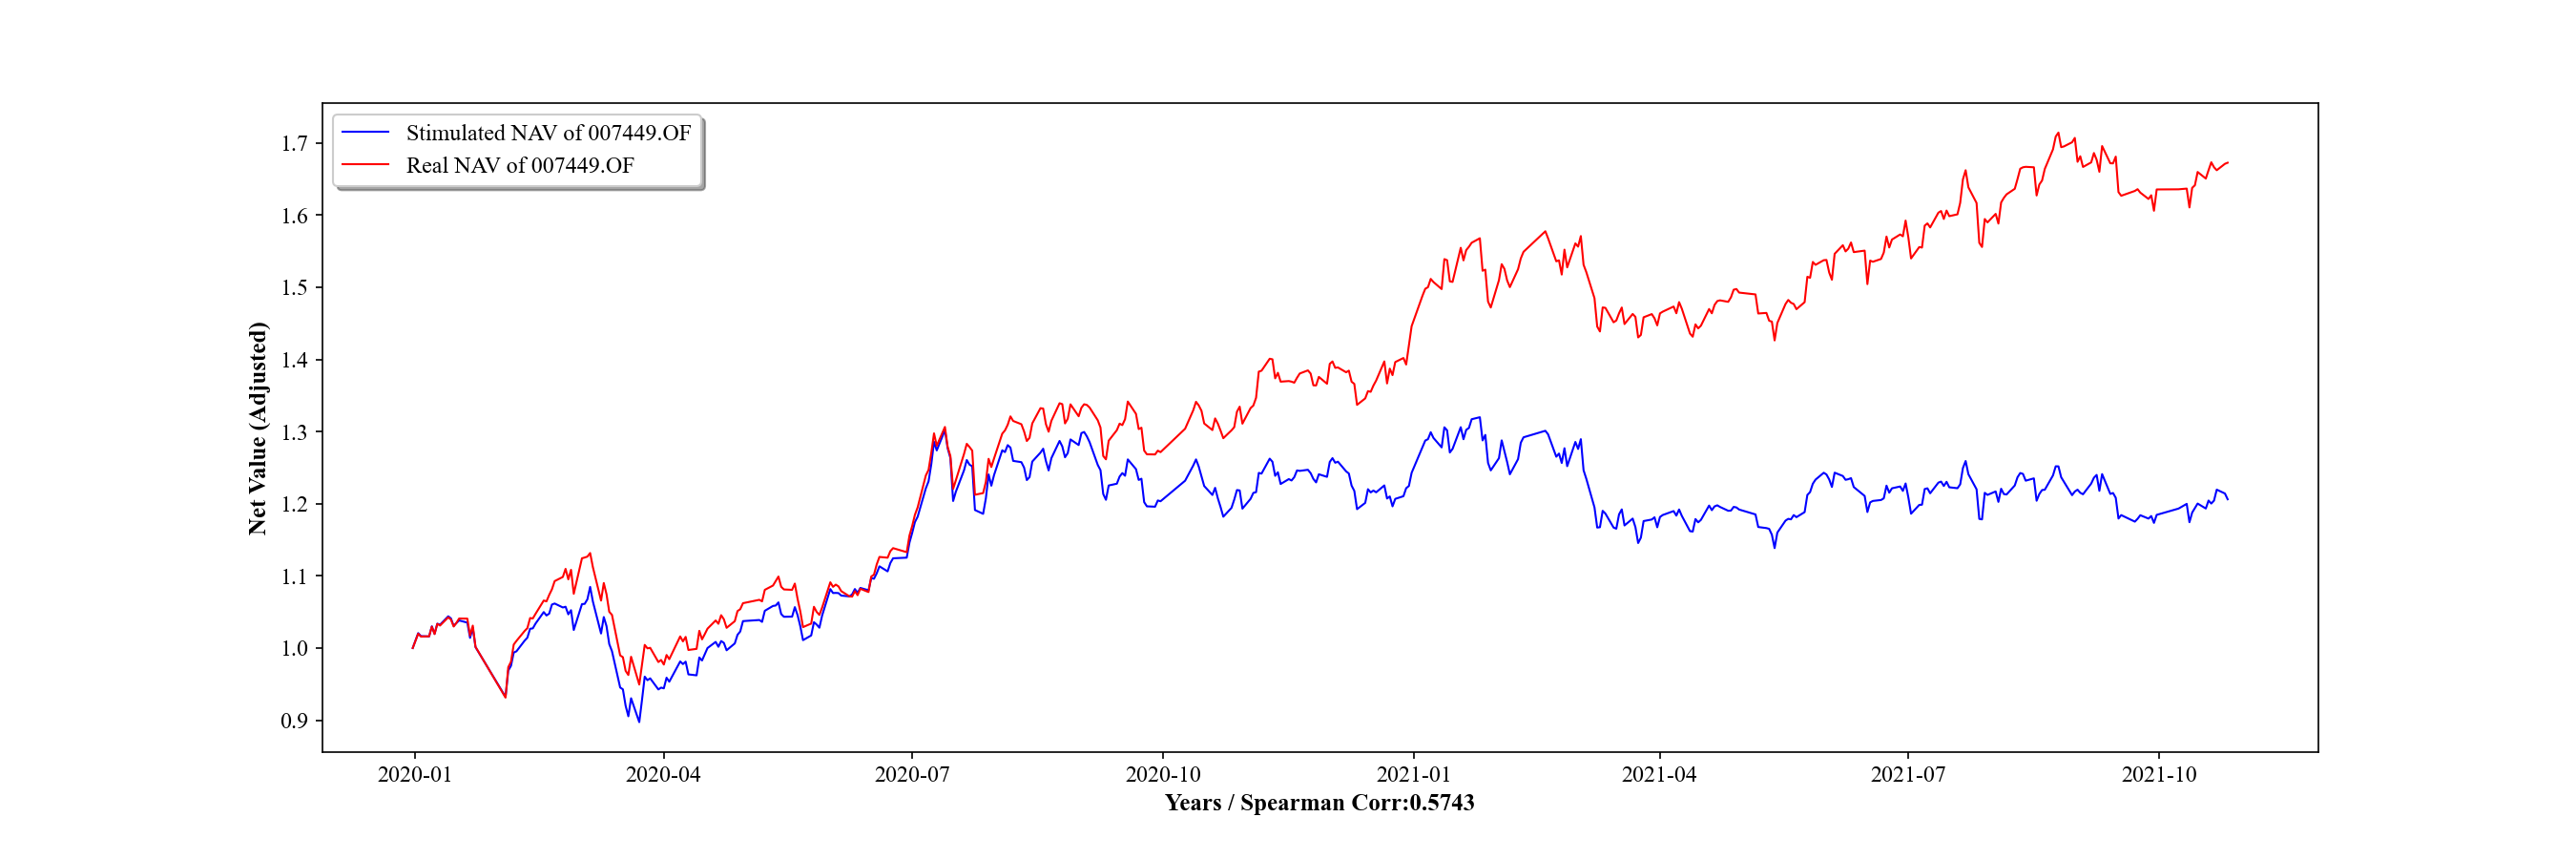 Stimulated NAV of 007449.OF
Real NAV of 007449.OF
1.7
1.6
1.5
1.4
1.3
1.2
1.1
1.0
0.9
Net Value (Adjusted)
2020-01 2020-04 2020-07 2020-10 2021-01 2021-04 2021-07 2021-10
Years / Spearman Corr:0.5743